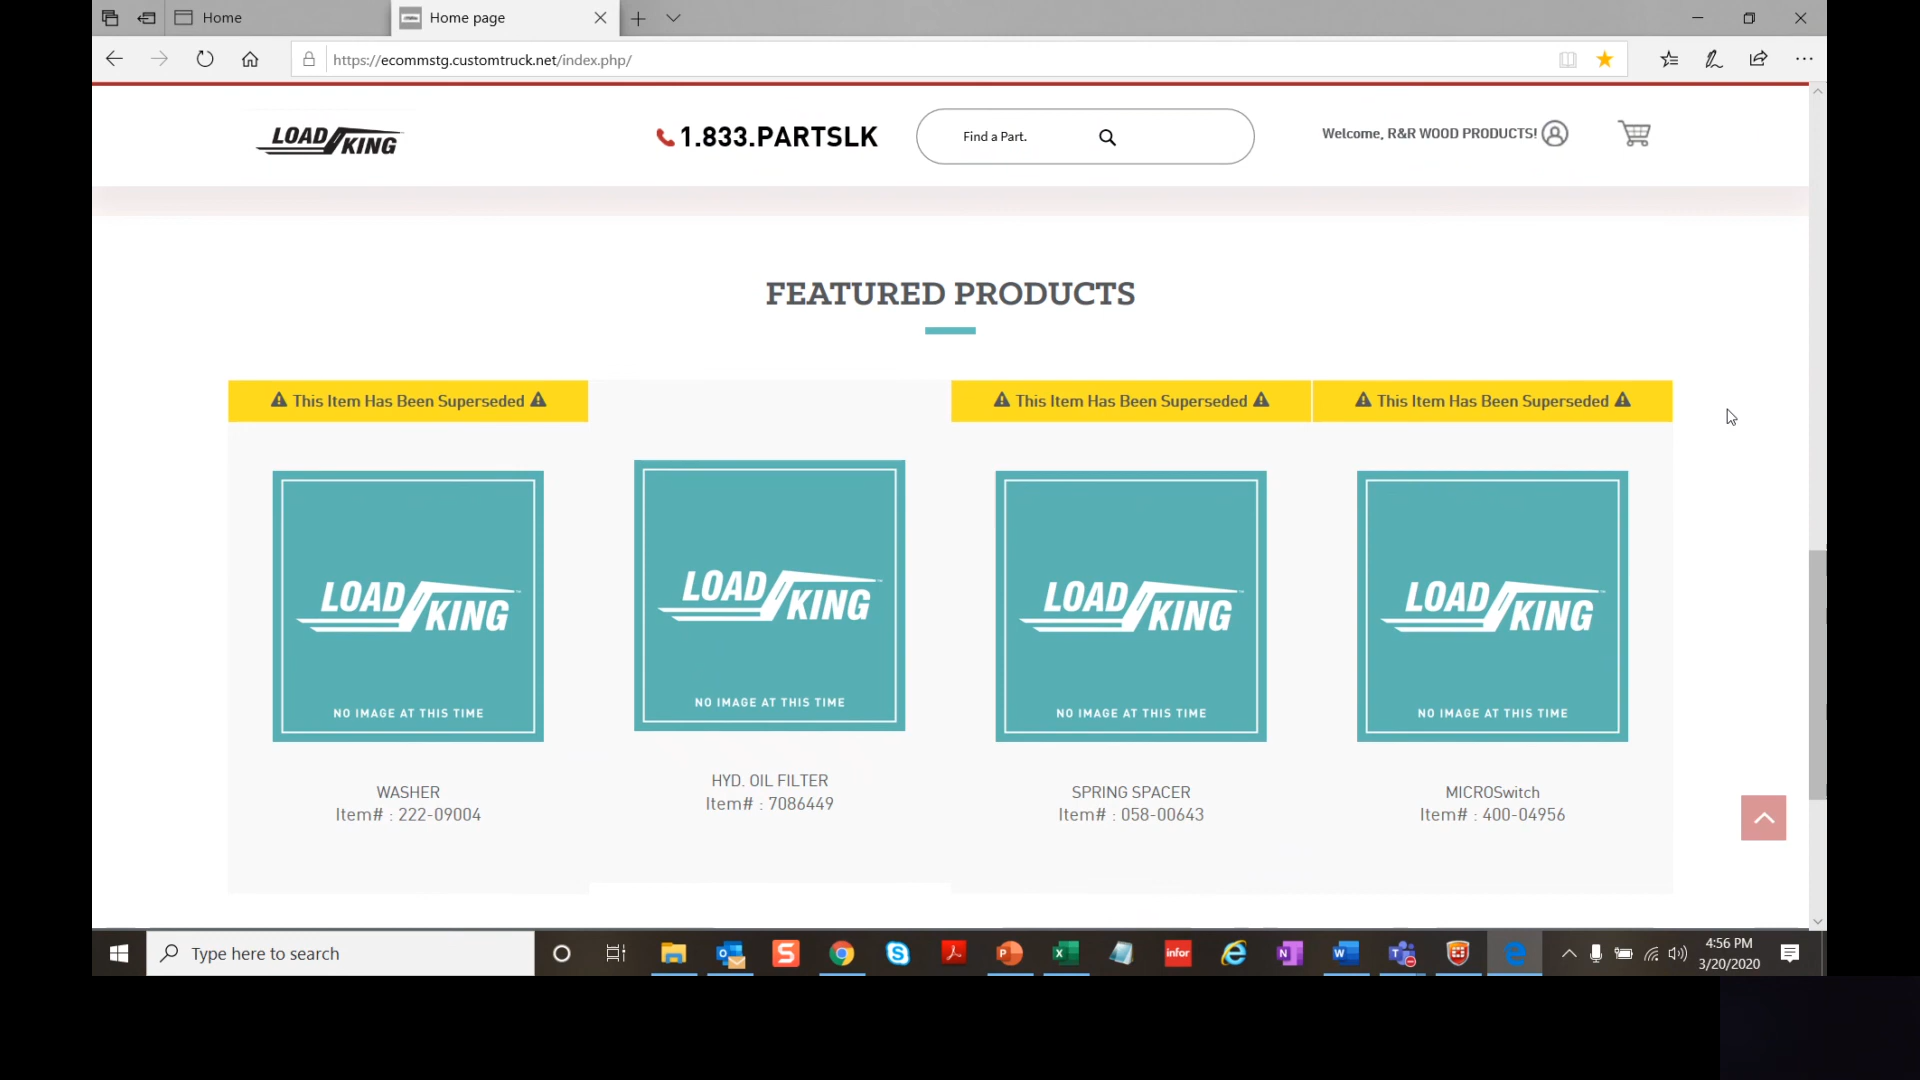 Home
Home page
https://ecommstg.customtruck.net/index.php/
LOAD KING
1.833.PARTSLK
Find a Part.
Welcome, R&R WOOD PRODUCTS!
FEATURED PRODUCTS
This Item Has Been Superseded
This Item Has Been Superseded
This Item Has Been Superseded
LOAD KING
LOAD KING
LOAD KING
LOAD KING
NO IMAGE AT THIS TIME
NO IMAGE AT THIS TIME
NO IMAGE AT THIS TIME
NO IMAGE AT THIS TIME
WASHER
Item# : 222-09004
HYD. OIL FILTER
Item# : 7086449
SPRING SPACER
Item# : 058-00643
MICROSwitch
Item# : 400-04956
Type here to search
infor
4:56 PM
3/20/2020